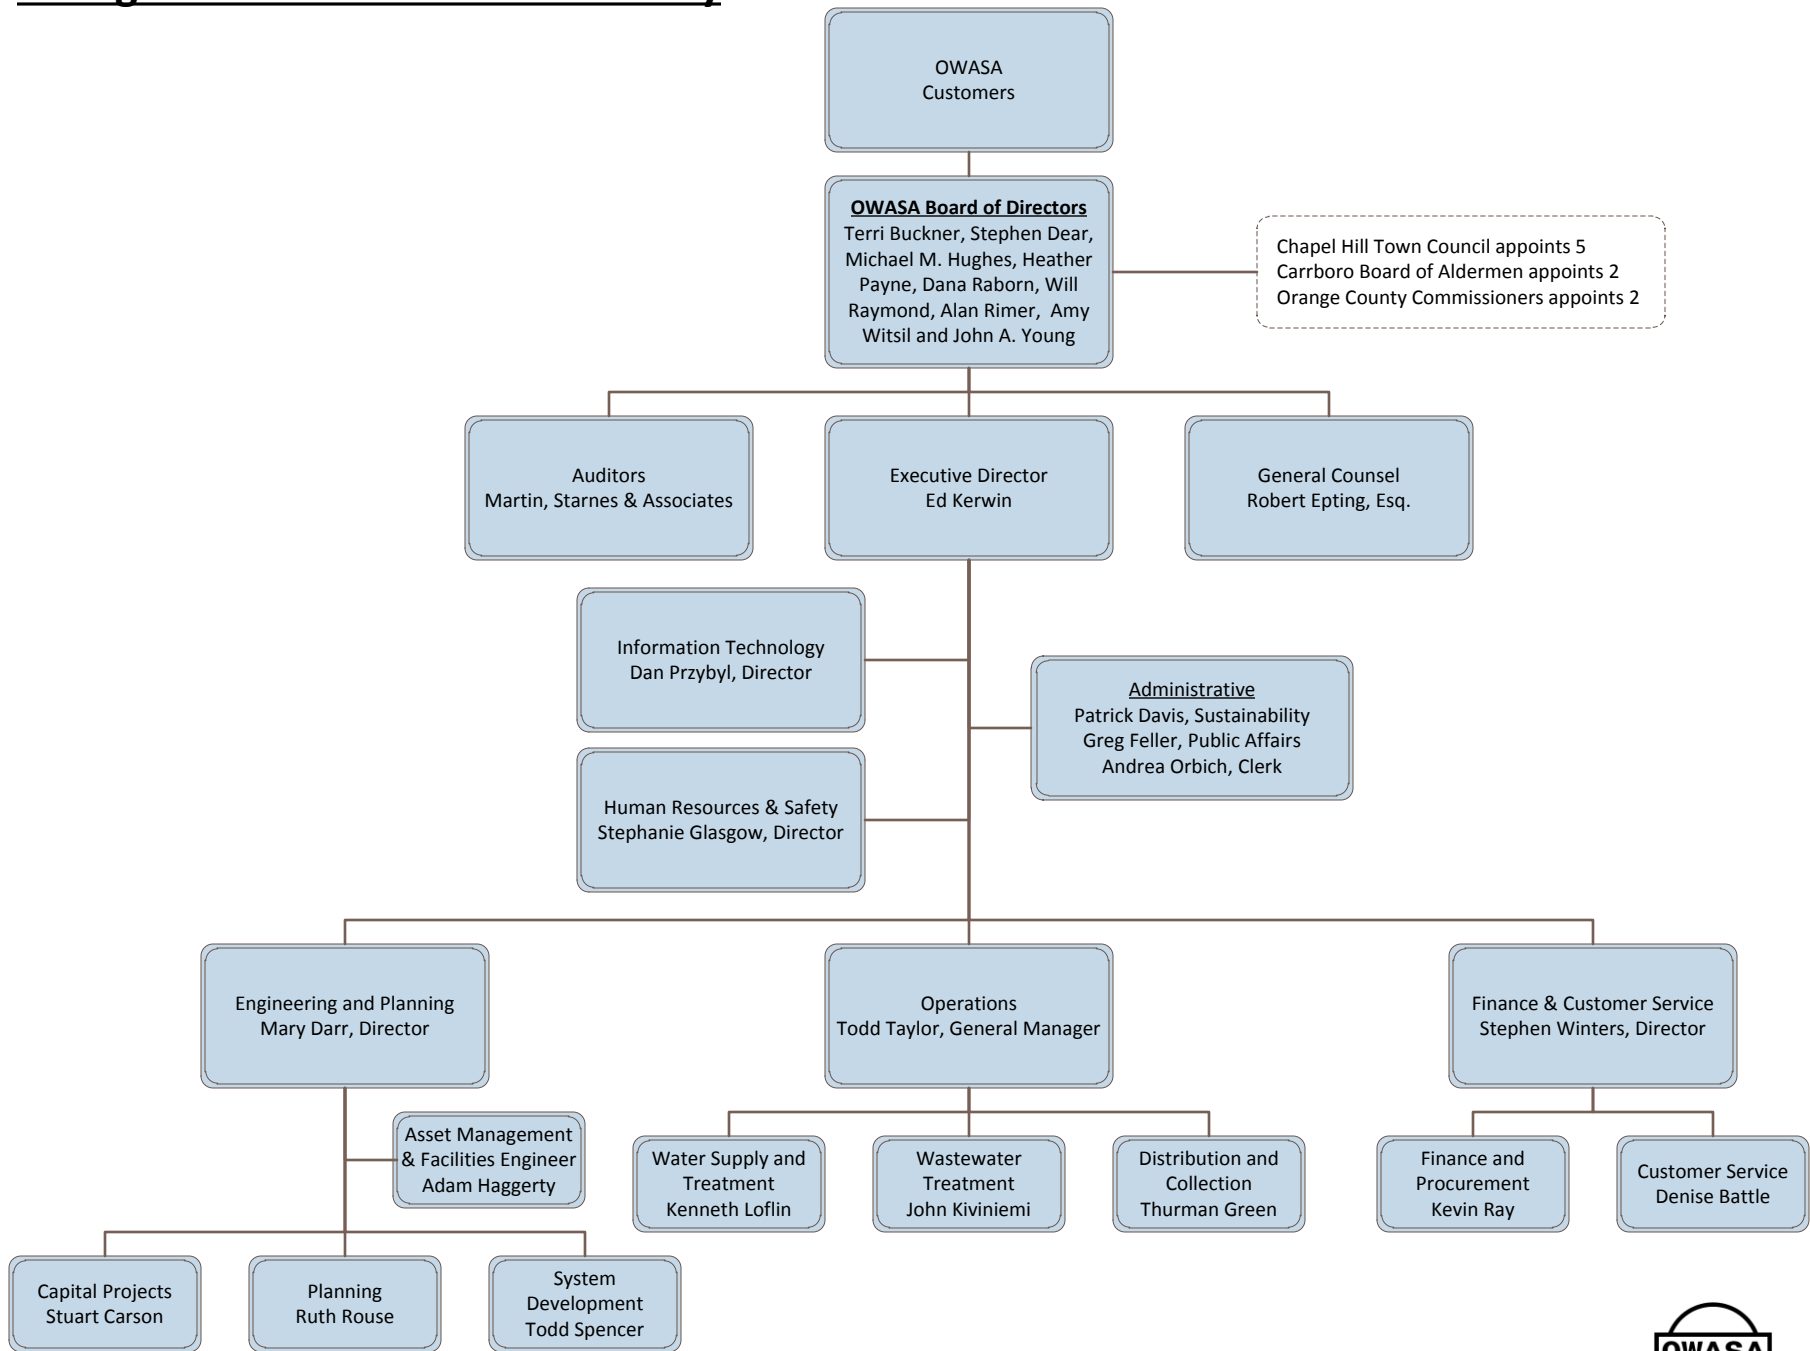 OWASA
Customers
OWASA Board of Directors
Terri Buckner, Stephen Dear,
Michael M. Hughes, Heather
Payne, Dana Raborn, Will
Raymond, Alan Rimer,  Amy
Witsil and John A. Young
Chapel Hill Town Council appoints 5
Carrboro Board of Aldermen appoints 2
Orange County Commissioners appoints 2
Auditors
Martin, Starnes & Associates
Executive Director
Ed Kerwin
General Counsel
Robert Epting, Esq.
Information Technology
Dan Przybyl, Director
Administrative
Patrick Davis, Sustainability
Greg Feller, Public Affairs
Andrea Orbich, Clerk
Human Resources & Safety
Stephanie Glasgow, Director
Engineering and Planning
Mary Darr, Director
Operations
Todd Taylor, General Manager
Finance & Customer Service
Stephen Winters, Director
Asset Management
& Facilities Engineer
Adam Haggerty
Water Supply and
Treatment
Kenneth Loflin
Wastewater
Treatment
John Kiviniemi
Distribution and
Collection
Thurman Green
Finance and
Procurement
Kevin Ray
Customer Service
Denise Battle
Capital Projects
Stuart Carson
Planning
Ruth Rouse
System
Development
Todd Spencer
OWASA